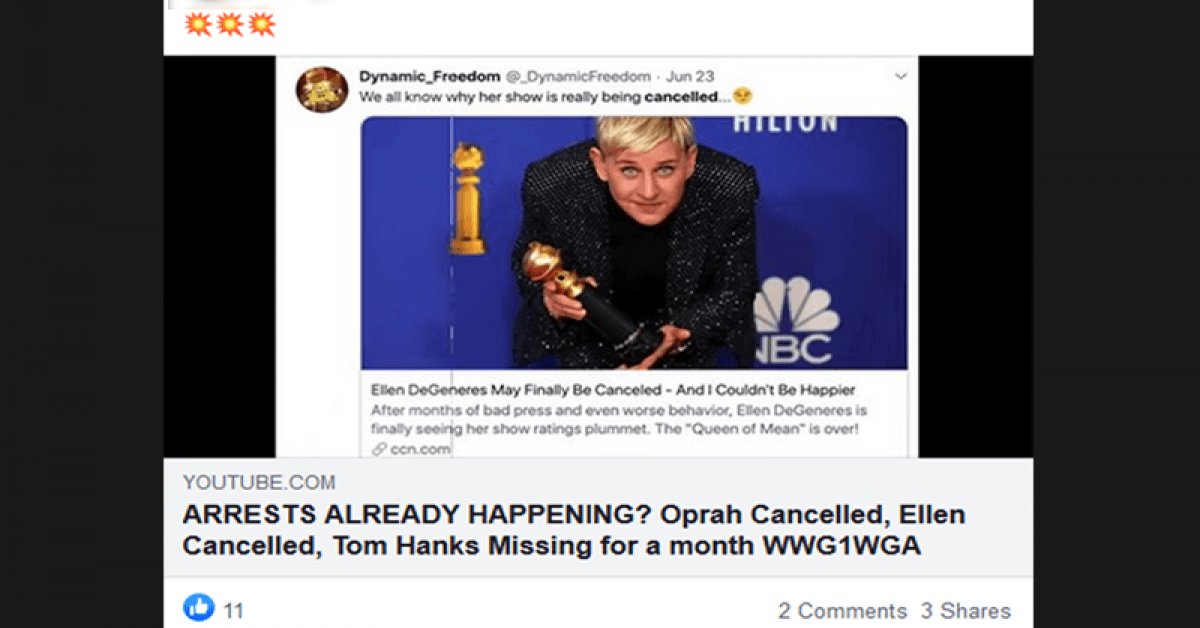 Dynamic_Freedom @_DynamicFreedom · Jun 23
We all know why her show is really being cancelled...
HILTON
NBC
Ellen DeGeneres May Finally Be Canceled - And I Couldn't Be Happier
After months of bad press and even worse behavior, Ellen DeGeneres is
finally seeing her show ratings plummet. The "Queen of Mean" is over!
ccn.com
YOUTUBE.COM
ARRESTS ALREADY HAPPENING? Oprah Cancelled, Ellen
Cancelled, Tom Hanks Missing for a month WWG1WGA
11
2 Comments 3 Shares